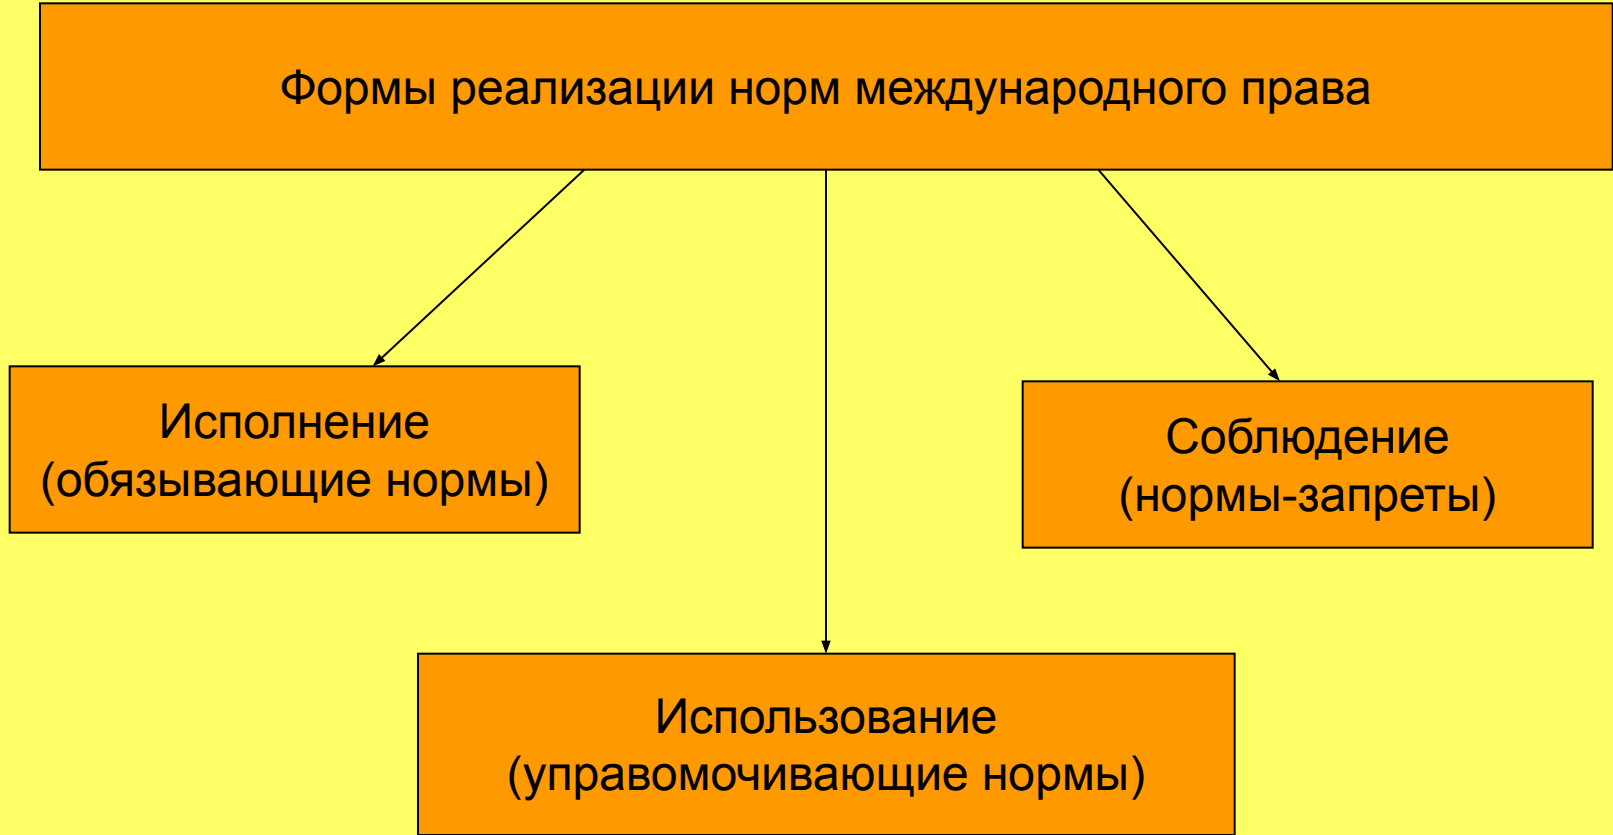 Формы реализации норм международного права
Исполнение
(обязывающие нормы)
Соблюдение
(нормы-запреты)
Использование
(управомочивающие нормы)